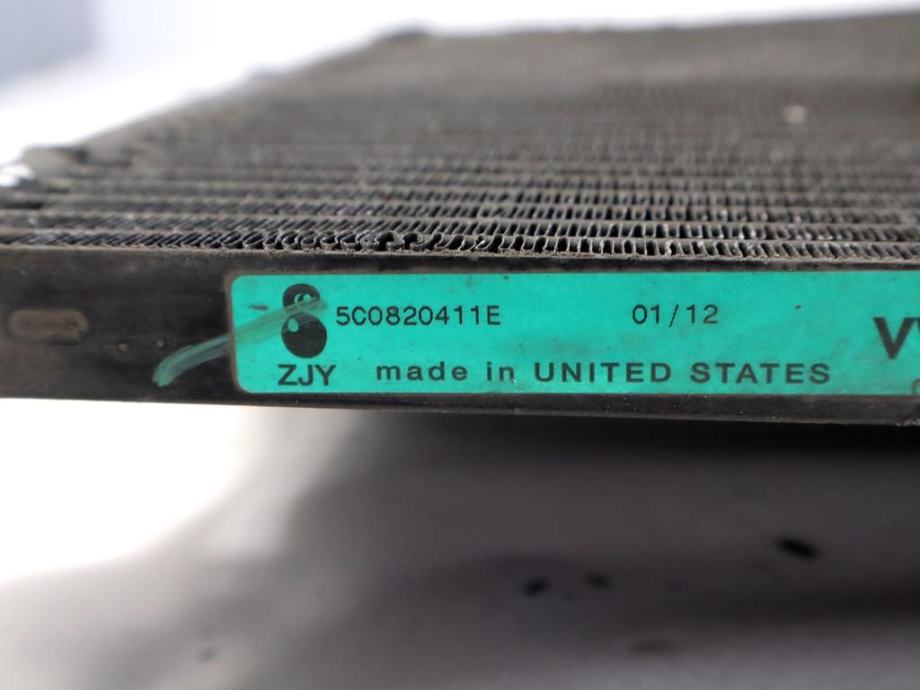 5C0820411E 01/12
ZJY made in UNITED STATES